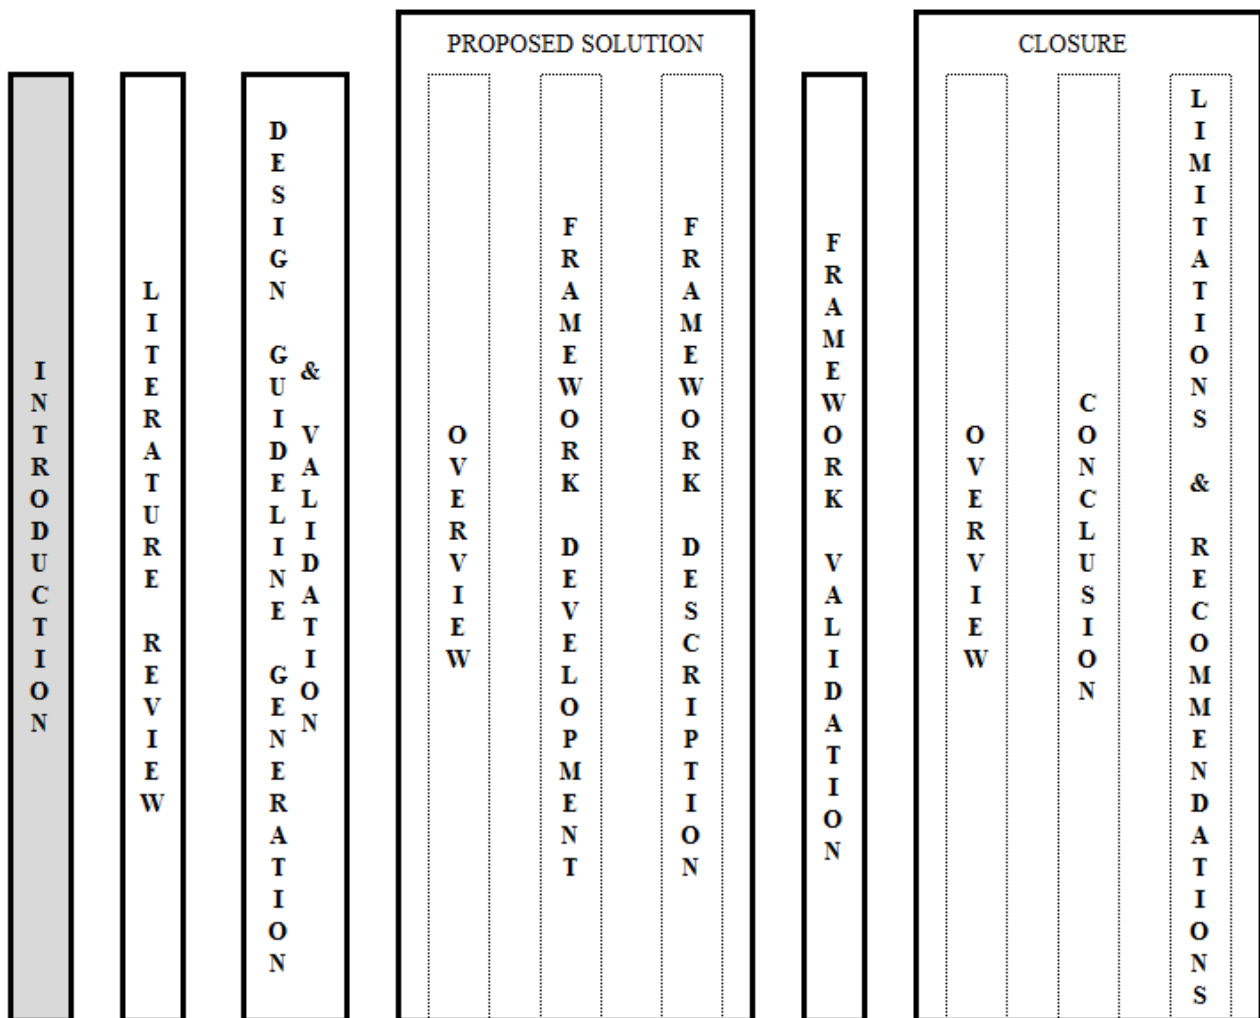 INTRODUCTION
LITERATURE REVIEW
DESIGN GUIDELINE GENERATION
& VALIDATION
PROPOSED SOLUTION
OVERVIEW
FRAMEWORK DEVELOPMENT
FRAMEWORK DESCRIPTION
FRAMEWORK VALIDATION
CLOSURE
OVERVIEW
CONCLUSION
LIMITATIONS & RECOMMENDATIONS